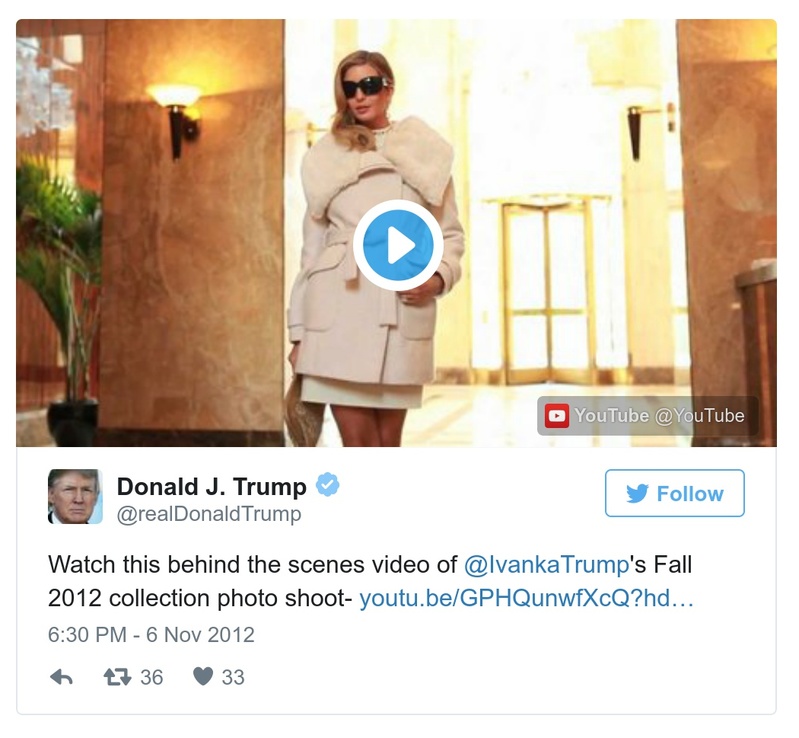 YouTube @YouTube
Donald J. Trump
Follow
@realDonaldTrump
Watch this behind the scenes video of @IvankaTrump's Fall
2012 collection photo shoot- youtu.be/GPHQunwfXcQ?hd…
6:30 PM - 6 Nov 2012
36 33